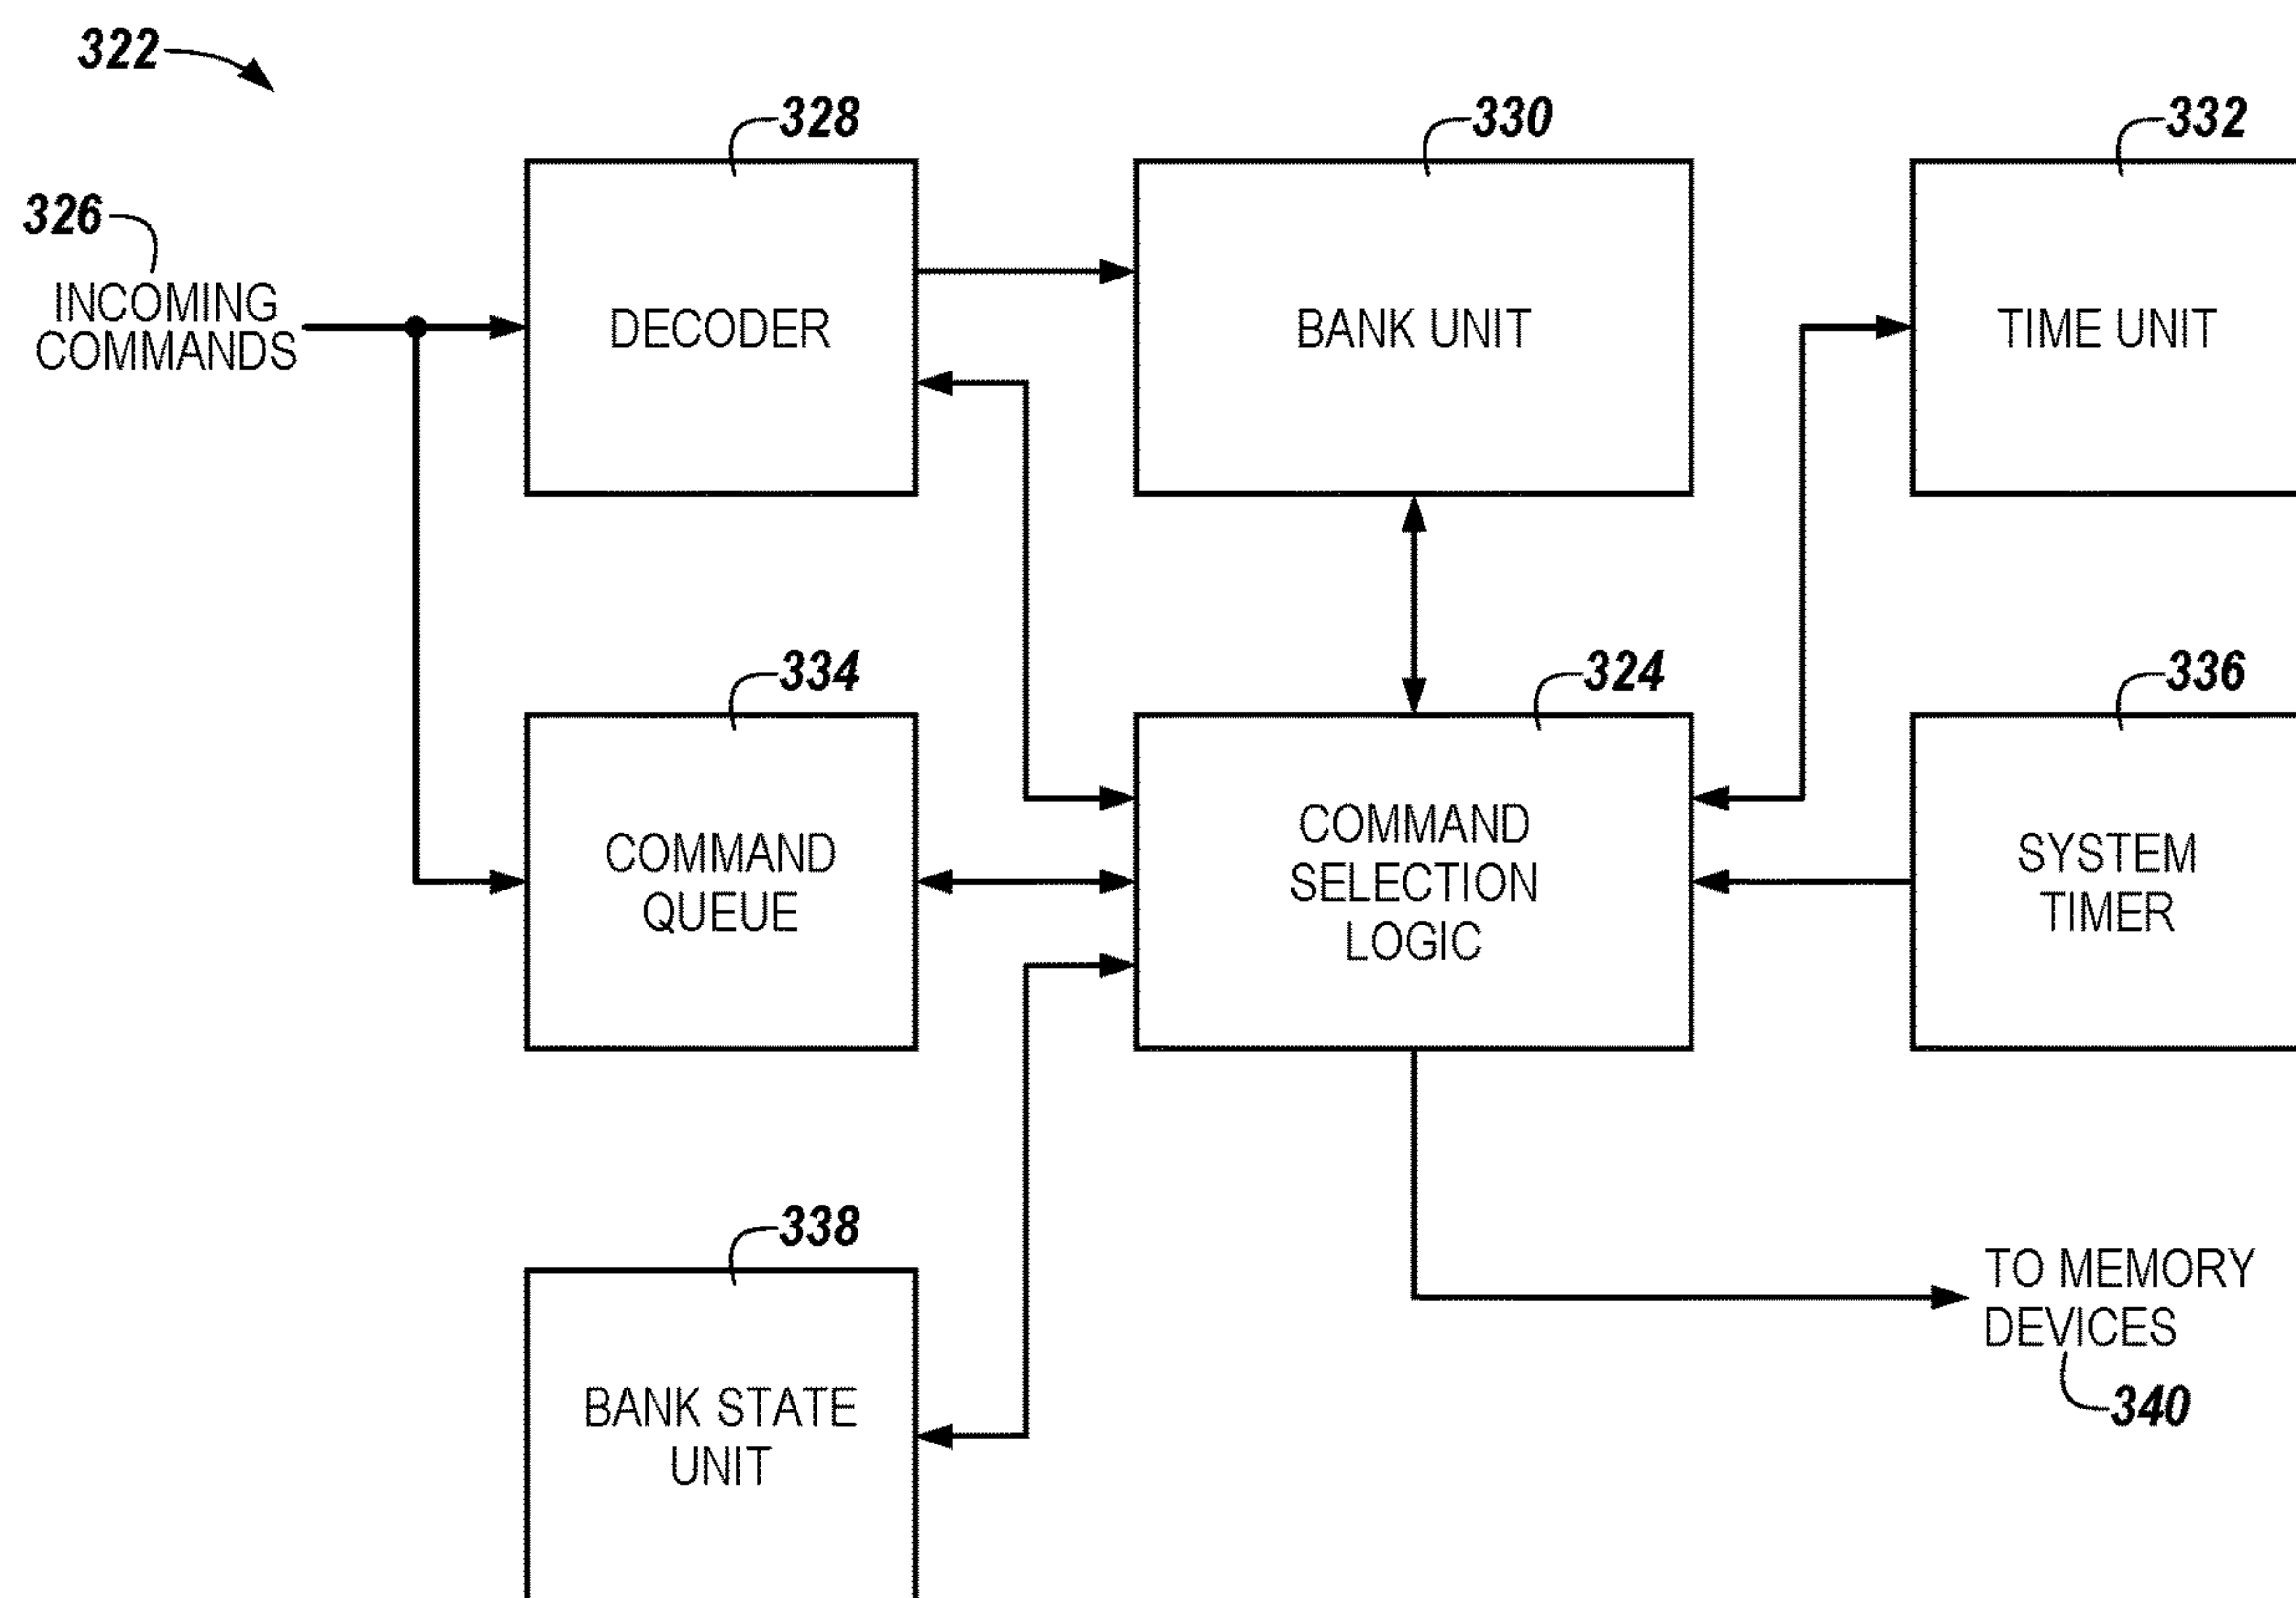 322
328
330
332
326
INCOMING
COMMANDS
DECODER
BANK UNIT
TIME UNIT
334
324
336
COMMAND
QUEUE
COMMAND
SELECTION
LOGIC
SYSTEM
TIMER
338
BANK STATE
UNIT
TO MEMORY
DEVICES
340